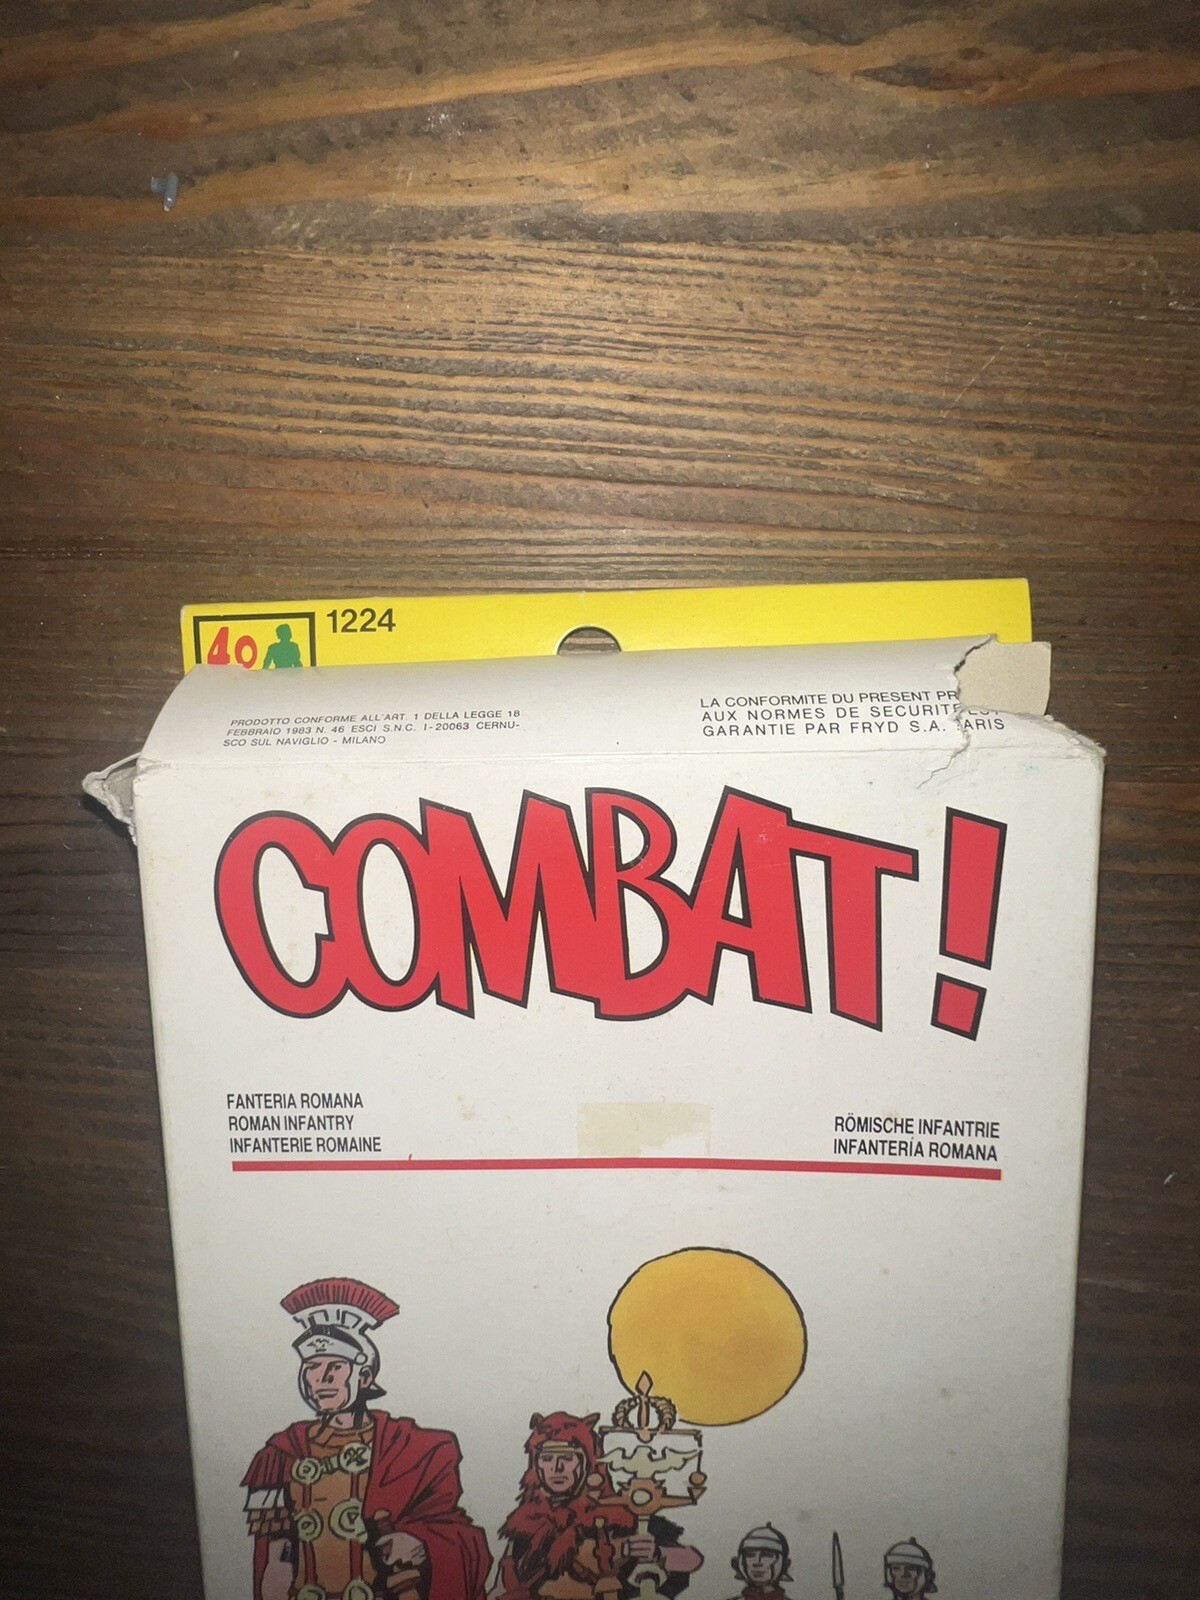 40
1224
PRODOTTO CONFORME ALL'ART. 1 DELLA LEGGE 18
FEBBRAIO 1983 N. 46 ESCI S.N.C. I-20063 CERNU-
SCO SUL NAVIGLIO - MILANO
LA CONFORMITE DU PRESENT
AUX NORMES DE SECURITE
GARANTIE PAR FRYD S.A.
COMBAT!
FANTERIA ROMANA
ROMAN INFANTRY
INFANTERIE ROMAINE
RÖMISCHE INFANTRIE
INFANTERÍA ROMANA